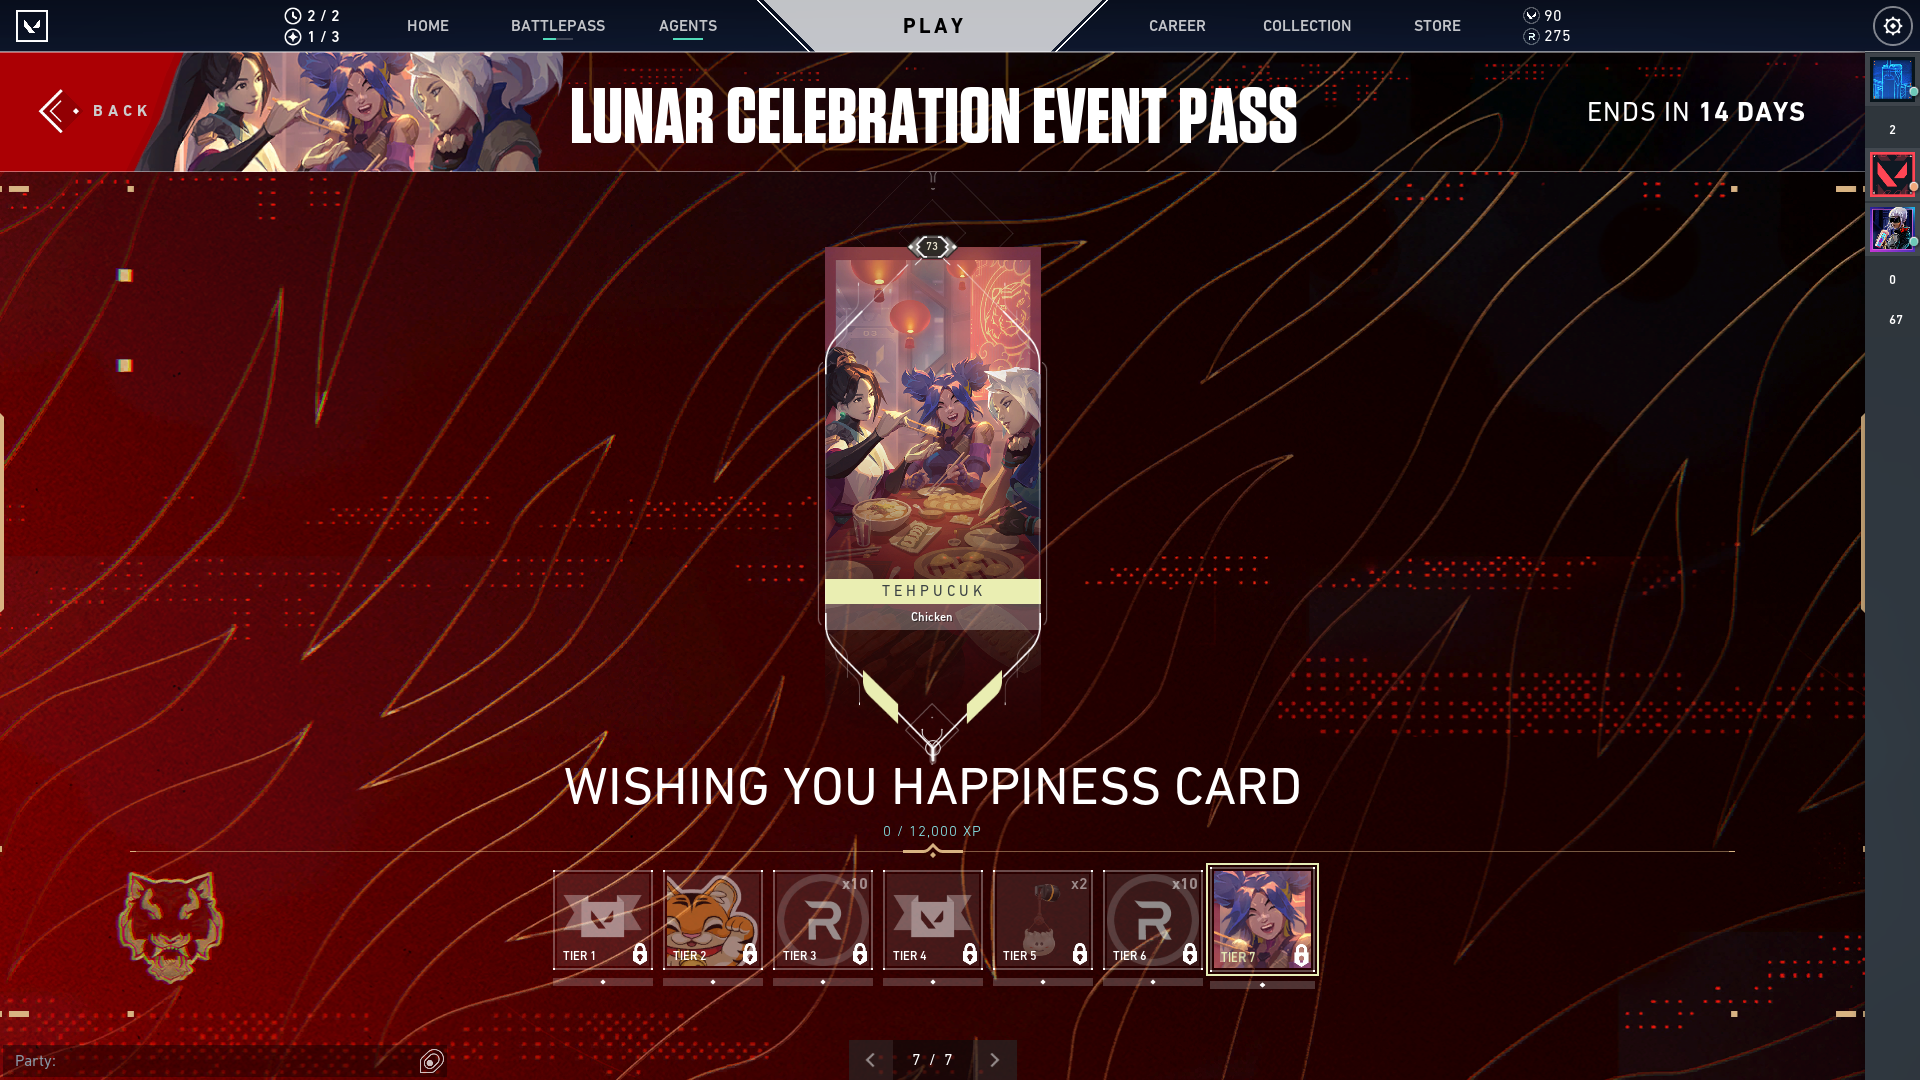 2 / 2
1 / 3
HOME
BATTLEPASS
AGENTS
PLAY
CAREER
COLLECTION
STORE
90
275
BACK
LUNAR CELEBRATION EVENT PASS
ENDS IN 14 DAYS
2
0
67
73
TEHPUCUK
Chicken
WISHING YOU HAPPINESS CARD
0 / 12,000 XP
TIER 1
TIER 2
x10
TIER 3
TIER 4
x2
TIER 5
x10
TIER 6
TIER 7
Party:
7 / 7